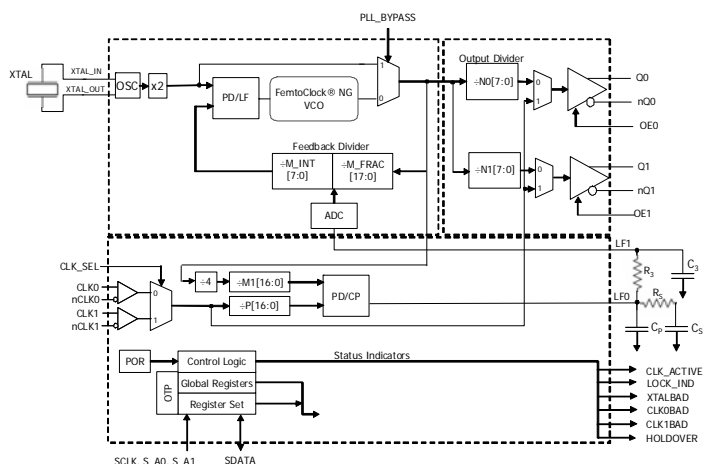 PLL_BYPASS
XTAL
XTAL_IN
XTAL_OUT
OSC
x2
PD/LF
FemtoClock® NG
VCO
1
0
Output Divider
÷N0[7:0]
0
1
Q0
nQ0
OE0
Feedback Divider
÷M_INT
[7:0]
÷M_FRAC
[17:0]
÷N1[7:0]
0
1
Q1
nQ1
OE1
ADC
LF1
CLK_SEL
÷4
÷M1[16:0]
PD/CP
R3
C3
CLK0
nCLK0
0
÷P[16:0]
LF0
RS
CLK1
nCLK1
1
CP
CS
POR
Control Logic
Status Indicators
OTP
Global Registers
Register Set
CLK_ACTIVE
LOCK_IND
XTALBAD
CLK0BAD
CLK1BAD
HOLDOVER
SCLK, S_A0, S_A1
SDATA